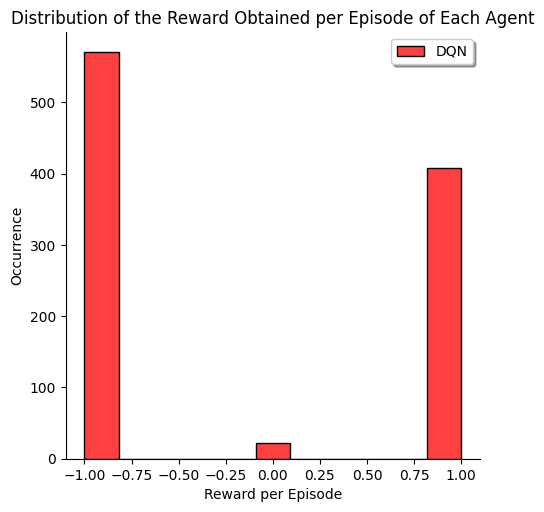 Distribution of the Reward Obtained per Episode of Each Agent
DQN
500
400
300
200
100
0
Occurrence
−1.00 −0.75 −0.50 −0.25 0.00 0.25 0.50 0.75 1.00
Reward per Episode